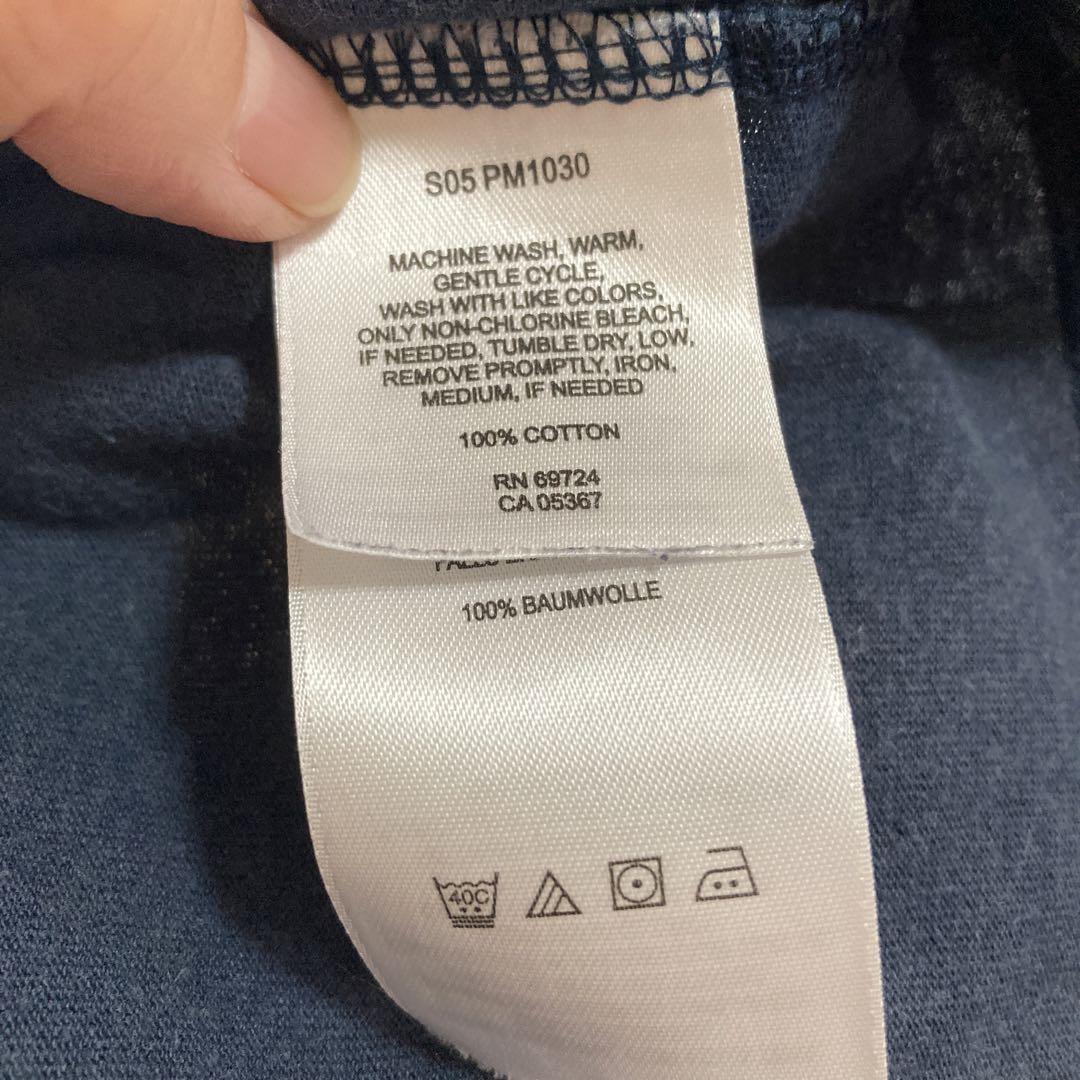 S05 PM1030
MACHINE WASH, WARM,
GENTLE CYCLE,
WASH WITH LIKE COLORS,
ONLY NON-CHLORINE BLEACH,
IF NEEDED, TUMBLE DRY, LOW,
REMOVE PROMPTLY, IRON,
MEDIUM, IF NEEDED
100% COTTON
RN 69724
CA 05367
100% BAUMWOLLE
40C